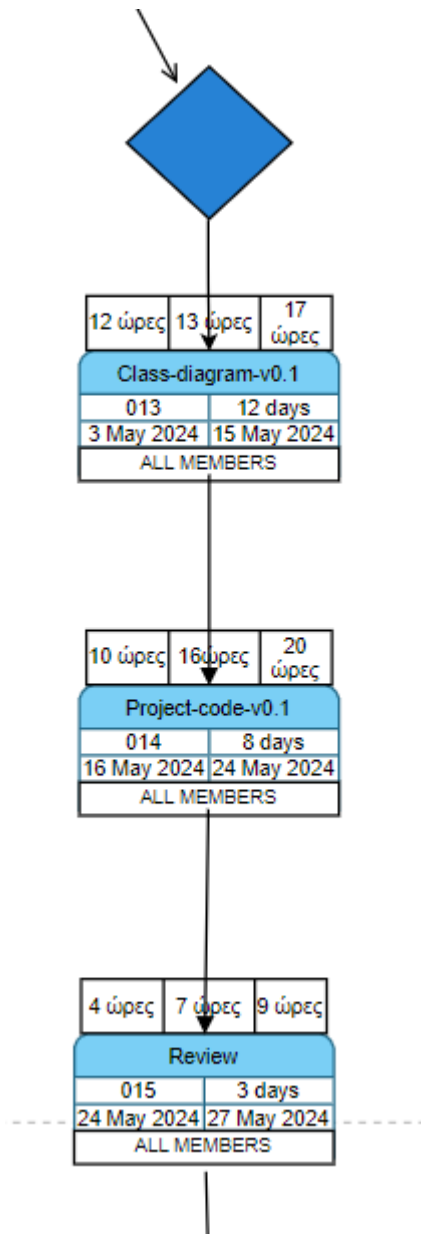 12 ώρες 13 ώρες 17 ώρες
Class-diagram-v0.1
013 12 days
3 May 2024 15 May 2024
ALL MEMBERS
10 ώρες 16ώρες 20 ώρες
Project-code-v0.1
014 8 days
16 May 2024 24 May 2024
ALL MEMBERS
4 ώρες 7 ώρες 9 ώρες
Review
015 3 days
24 May 2024 27 May 2024
ALL MEMBERS